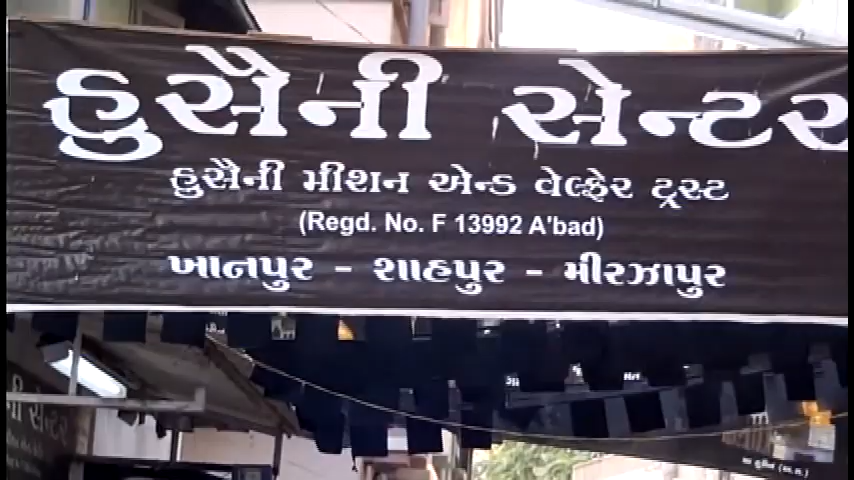 હુસૈની સેન્ટર
હુસૈની મીશન એન્ડ વેલ્ફેર ટ્રસ્ટ
(Regd. No. F 13992 A'bad)
ખાનપુર - શાહપુર - મીરઝાપુર